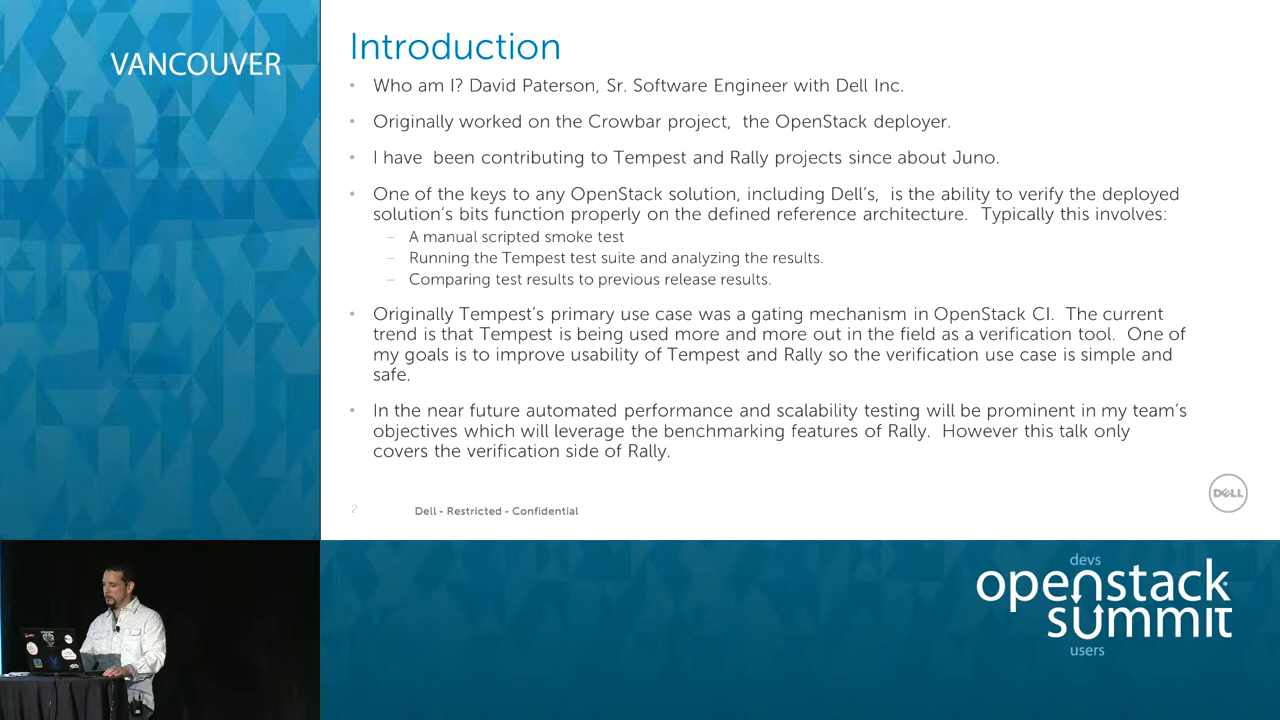 VANCOUVER
Introduction
• Who am I? David Paterson, Sr. Software Engineer with Dell Inc.
• Originally worked on the Crowbar project,  the OpenStack deployer.
• I have  been contributing to Tempest and Rally projects since about Juno.
• One of the keys to any OpenStack solution, including Dell's,  is the ability to verify the deployed
solution's bits function properly on the defined reference architecture.  Typically this involves:
– A manual scripted smoke test
– Running the Tempest test suite and analyzing the results.
– Comparing test results to previous release results.
• Originally Tempest's primary use case was a gating mechanism in OpenStack CI.  The current
trend is that Tempest is being used more and more out in the field as a verification tool.  One of
my goals is to improve usability of Tempest and Rally so the verification use case is simple and
safe.
• In the near future automated performance and scalability testing will be prominent in my team's
objectives which will leverage the benchmarking features of Rally.  However this talk only
covers the verification side of Rally.
2
Dell - Restricted - Confidential
DELL
devs
openstack
summit
users